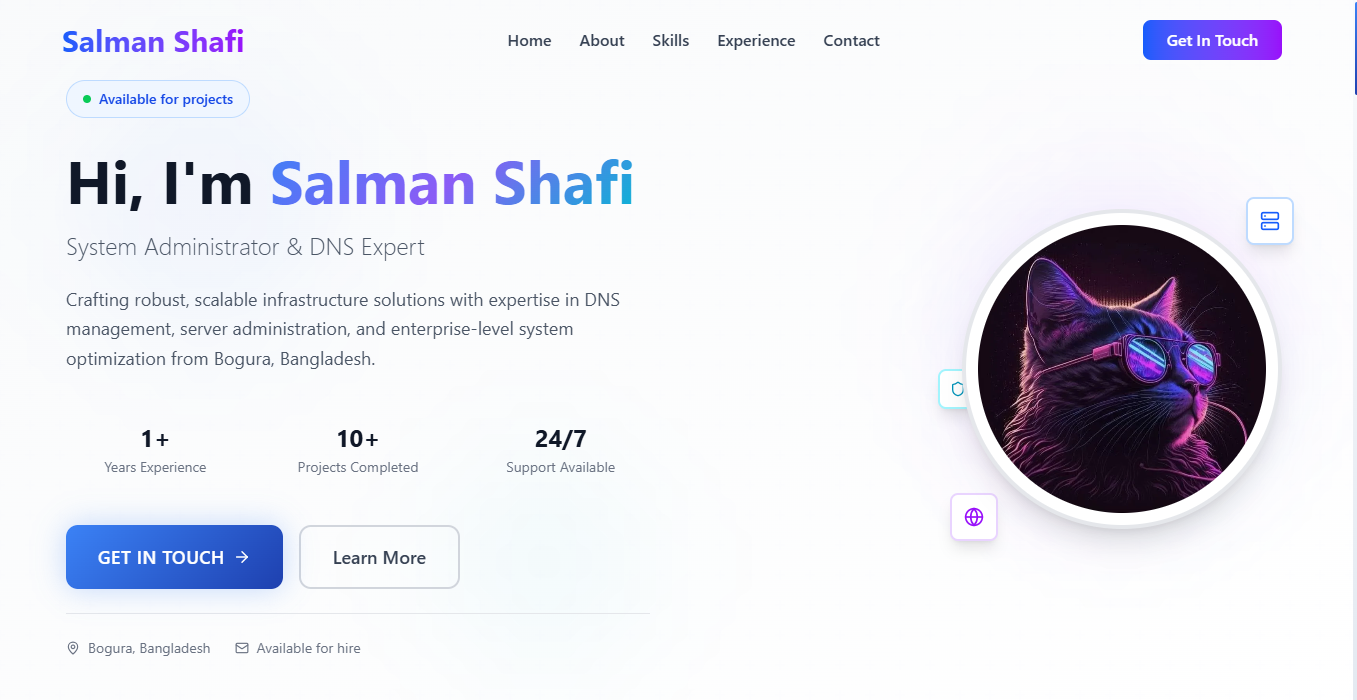 Salman Shafi
Home
About
Skills
Experience
Contact
Get In Touch
Available for projects
Hi, I'm Salman Shafi
System Administrator & DNS Expert
Crafting robust, scalable infrastructure solutions with expertise in DNS
management, server administration, and enterprise-level system
optimization from Bogura, Bangladesh.
1+
Years Experience
10+
Projects Completed
24/7
Support Available
GET IN TOUCH →
Learn More
Bogura, Bangladesh
Available for hire